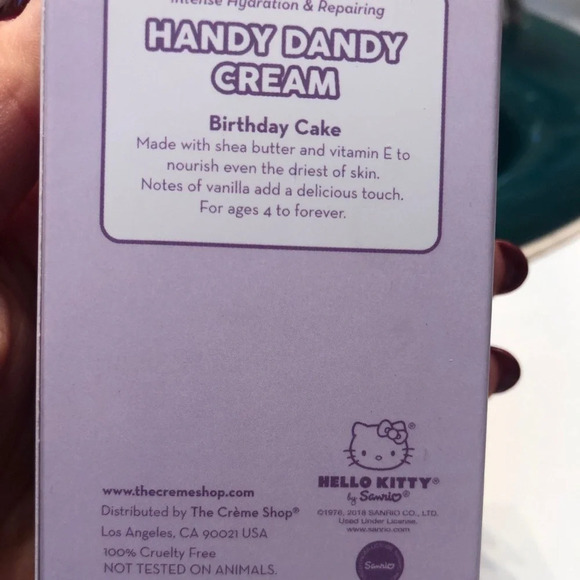 Intense Hydration & Repairing
HANDY DANDY
CREAM
Birthday Cake
Made with shea butter and vitamin E to
nourish even the driest of skin.
Notes of vanilla add a delicious touch.
For ages 4 to forever.
HELLO KITTY®
by Sanrio®
©1976, 2018 SANRIO CO., LTD.
Used Under License.
www.sanrio.com
www.thecremeshop.com
Distributed by The Crème Shop®
Los Angeles, CA 90021 USA
100% Cruelty Free
NOT TESTED ON ANIMALS.
Sanrio